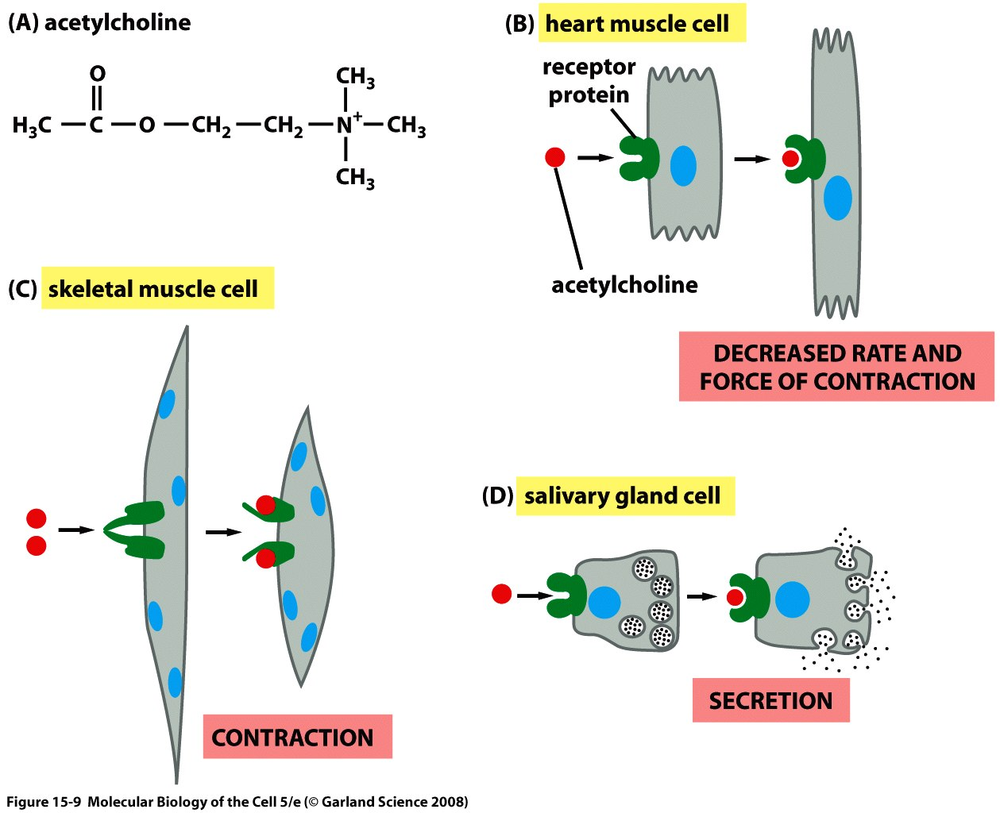 (A) acetylcholine
O
||
H₃C — C — O — CH₂ — CH₂ — N⁺ — CH₃
CH₃
CH₃
(B) heart muscle cell
receptor
protein
acetylcholine
DECREASED RATE AND
FORCE OF CONTRACTION
(C) skeletal muscle cell
CONTRACTION
(D) salivary gland cell
SECRETION
Figure 15-9 Molecular Biology of the Cell 5/e (© Garland Science 2008)